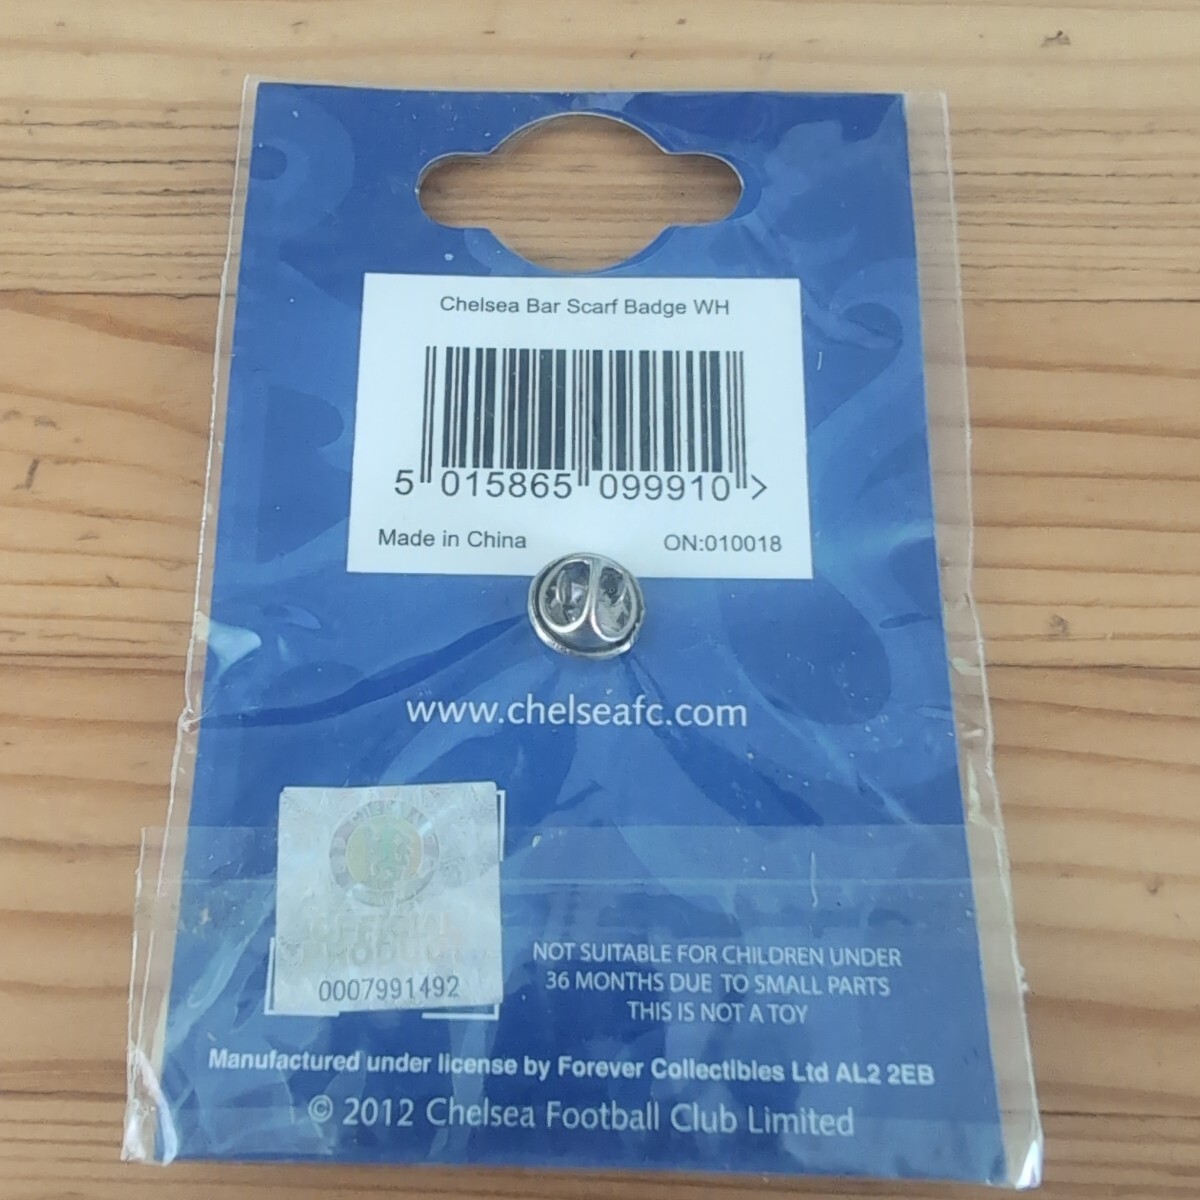 Chelsea Bar Scarf Badge WH
5 015865 099910 >
Made in China
ON:010018
www.chelseafc.com
OFFICIAL
PRODUCT
0007991492
NOT SUITABLE FOR CHILDREN UNDER
36 MONTHS DUE TO SMALL PARTS
THIS IS NOT A TOY
Manufactured under license by Forever Collectibles Ltd AL2 2EB
© 2012 Chelsea Football Club Limited